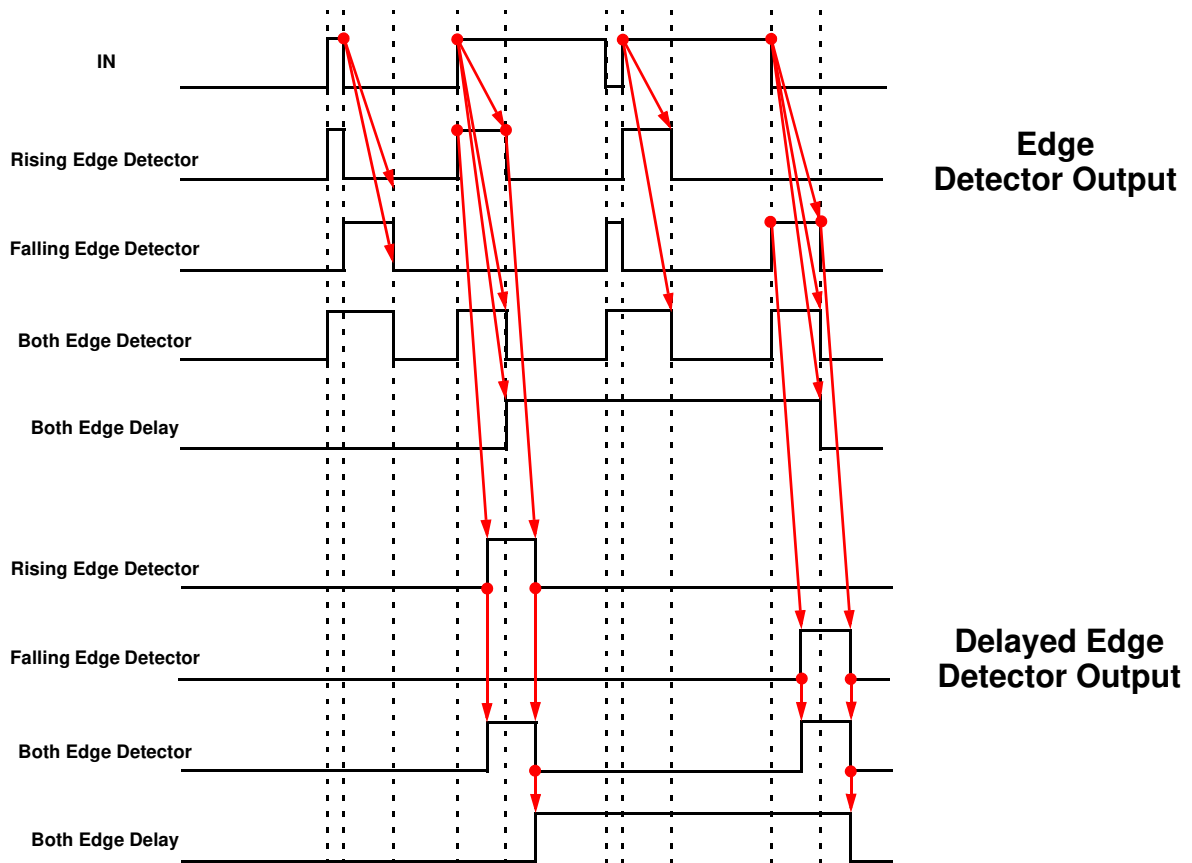 IN
Rising Edge Detector
Edge
Detector Output
Falling Edge Detector
Both Edge Detector
Both Edge Delay
Rising Edge Detector
Falling Edge Detector
Delayed Edge
Detector Output
Both Edge Detector
Both Edge Delay